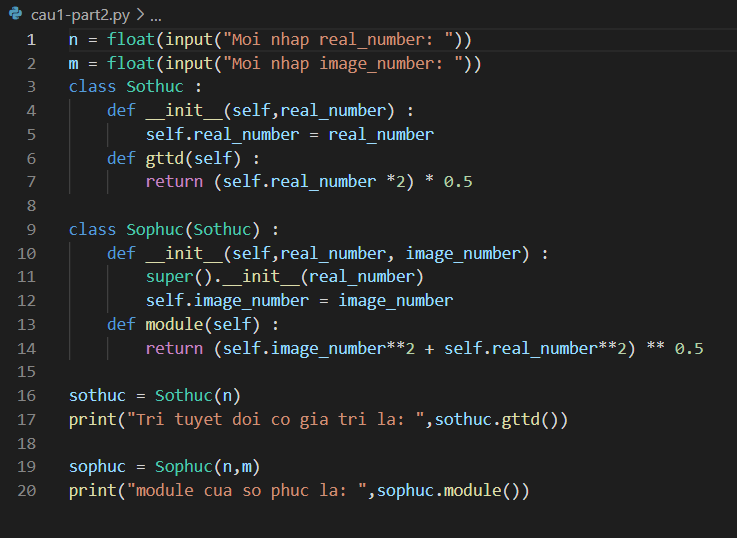 cau1-part2.py > ...
1 n = float(input("Moi nhap real_number: "))
2 m = float(input("Moi nhap image_number: "))
3 class Sothuc :
4     def __init__(self,real_number) :
5         self.real_number = real_number
6     def gttd(self) :
7         return (self.real_number *2) * 0.5
8
9 class Sophuc(Sothuc) :
10     def __init__(self,real_number, image_number) :
11         super().__init__(real_number)
12         self.image_number = image_number
13     def module(self) :
14         return (self.image_number**2 + self.real_number**2) ** 0.5
15
16 sothuc = Sothuc(n)
17 print("Tri tuyet doi co gia tri la: ",sothuc.gttd())
18
19 sophuc = Sophuc(n,m)
20 print("module cua so phuc la: ",sophuc.module())